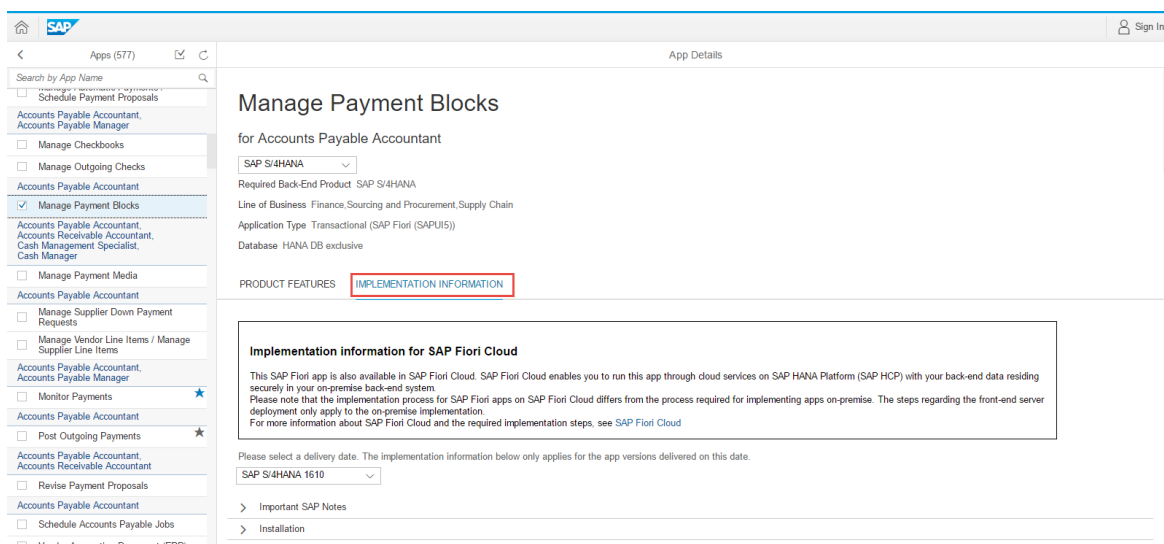 SAP
Sign In
Apps (577)
App Details
Search by App Name
Manage Automatic Payments /
Schedule Payment Proposals
Accounts Payable Accountant,
Accounts Payable Manager
Manage Checkbooks
Manage Outgoing Checks
Accounts Payable Accountant
Manage Payment Blocks
Accounts Payable Accountant,
Accounts Receivable Accountant,
Cash Management Specialist,
Cash Manager
Manage Payment Media
Accounts Payable Accountant
Manage Supplier Down Payment
Requests
Manage Vendor Line Items / Manage
Supplier Line Items
Accounts Payable Accountant,
Accounts Payable Manager
Monitor Payments
Accounts Payable Accountant
Post Outgoing Payments
Accounts Payable Accountant,
Accounts Receivable Accountant
Revise Payment Proposals
Accounts Payable Accountant
Schedule Accounts Payable Jobs
Manage Payment Blocks
for Accounts Payable Accountant
SAP S/4HANA
Required Back-End Product SAP S/4HANA
Line of Business Finance,Sourcing and Procurement,Supply Chain
Application Type Transactional (SAP Fiori (SAPUI5))
Database HANA DB exclusive
PRODUCT FEATURES IMPLEMENTATION INFORMATION
Implementation information for SAP Fiori Cloud
This SAP Fiori app is also available in SAP Fiori Cloud. SAP Fiori Cloud enables you to run this app through cloud services on SAP HANA Platform (SAP HCP) with your back-end data residing
securely in your on-premise back-end system.
Please note that the implementation process for SAP Fiori apps on SAP Fiori Cloud differs from the process required for implementing apps on-premise. The steps regarding the front-end server
deployment only apply to the on-premise implementation.
For more information about SAP Fiori Cloud and the required implementation steps, see SAP Fiori Cloud
Please select a delivery date. The implementation information below only applies for the app versions delivered on this date.
SAP S/4HANA 1610
Important SAP Notes
Installation